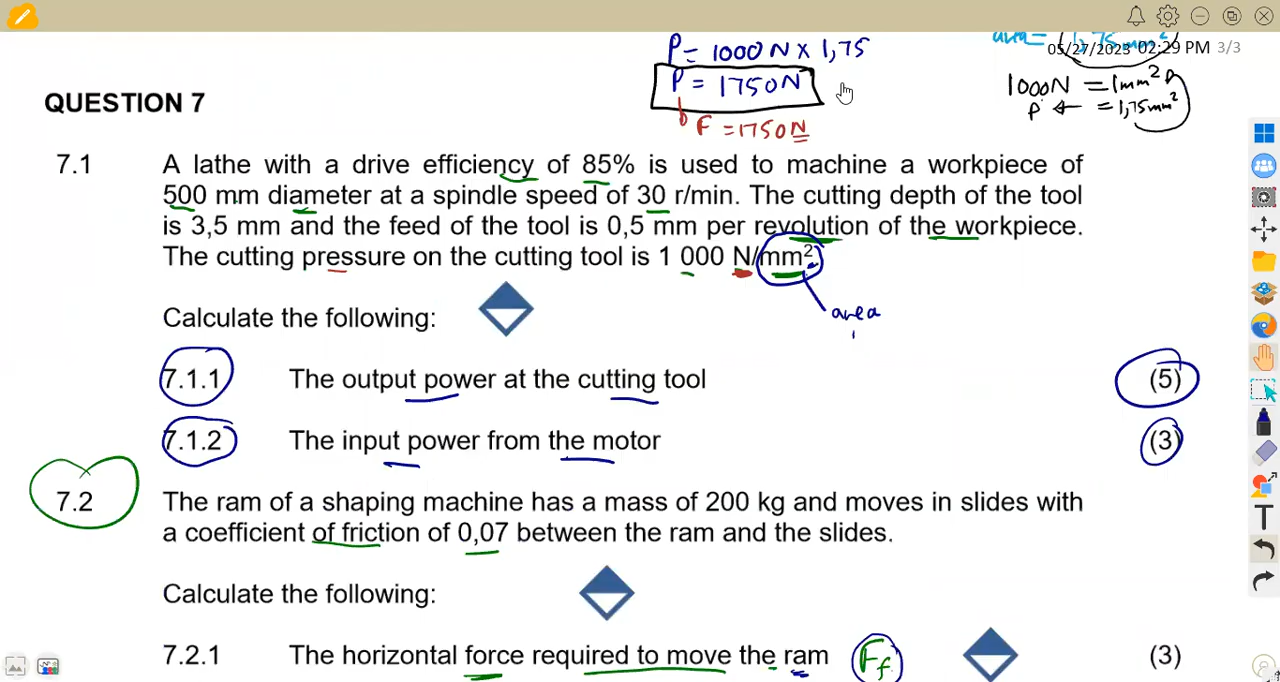 P = 1000 N x 1,75
area = (1,75mm²)
05/27/2023 02:29 PM 3/3
P = 1750N
1000N = 1mm²
P = 1,75mm²
QUESTION 7
F = 1750N
7.1 A lathe with a drive efficiency of 85% is used to machine a workpiece of
500 mm diameter at a spindle speed of 30 r/min. The cutting depth of the tool
is 3,5 mm and the feed of the tool is 0,5 mm per revolution of the workpiece.
The cutting pressure on the cutting tool is 1 000 N/mm².
area
Calculate the following:
7.1.1 The output power at the cutting tool (5)
7.1.2 The input power from the motor (3)
7.2 The ram of a shaping machine has a mass of 200 kg and moves in slides with
a coefficient of friction of 0,07 between the ram and the slides.
Calculate the following:
7.2.1 The horizontal force required to move the ram Ff (3)